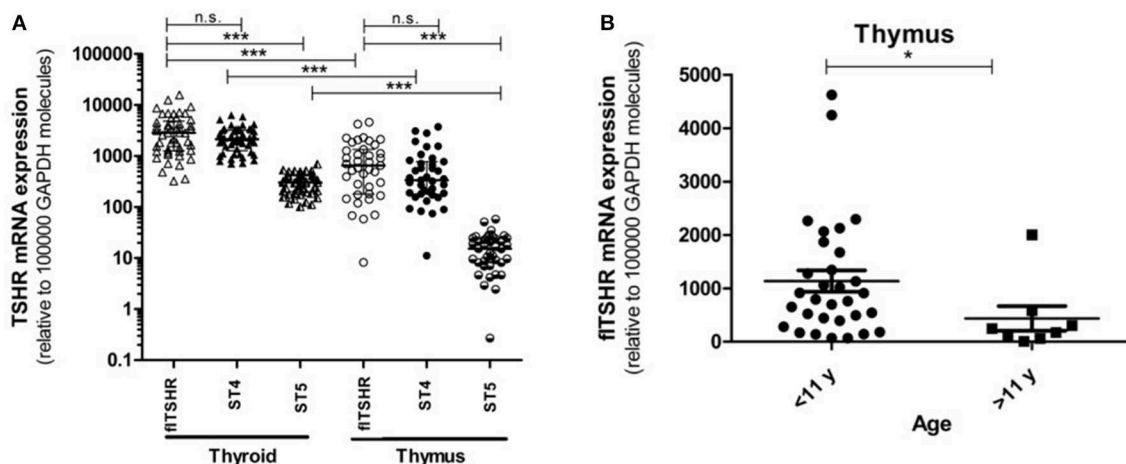 A
n.s.
n.s.
***
***
***
***
***
TSHR mRNA expression
(relative to 100000 GAPDH molecules)
100000
10000
1000
100
10
1
0.1
flTSHR
ST4
ST5
flTSHR
ST4
ST5
Thyroid
Thymus
B
Thymus
*
flTSHR mRNA expression
(relative to 100000 GAPDH molecules)
5000
4000
3000
2000
1000
0
<11 y
>11 y
Age